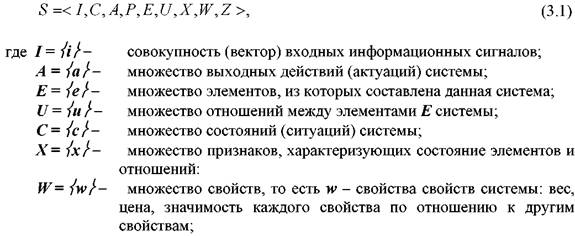 S =< I,C,A,P,E,U,X,W,Z >, (3.1)
где I = {i} – совокупность (вектор) входных информационных сигналов;
A = {a} – множество выходных действий (актуаций) системы;
E = {e} – множество элементов, из которых составлена данная система;
U = {u} – множество отношений между элементами E системы;
C = {c} – множество состояний (ситуаций) системы;
X = {x} – множество признаков, характеризующих состояние элементов и
отношений:
W = {w} – множество свойств, то есть w – свойства свойств системы: вес,
цена, значимость каждого свойства по отношению к другим
свойствам;